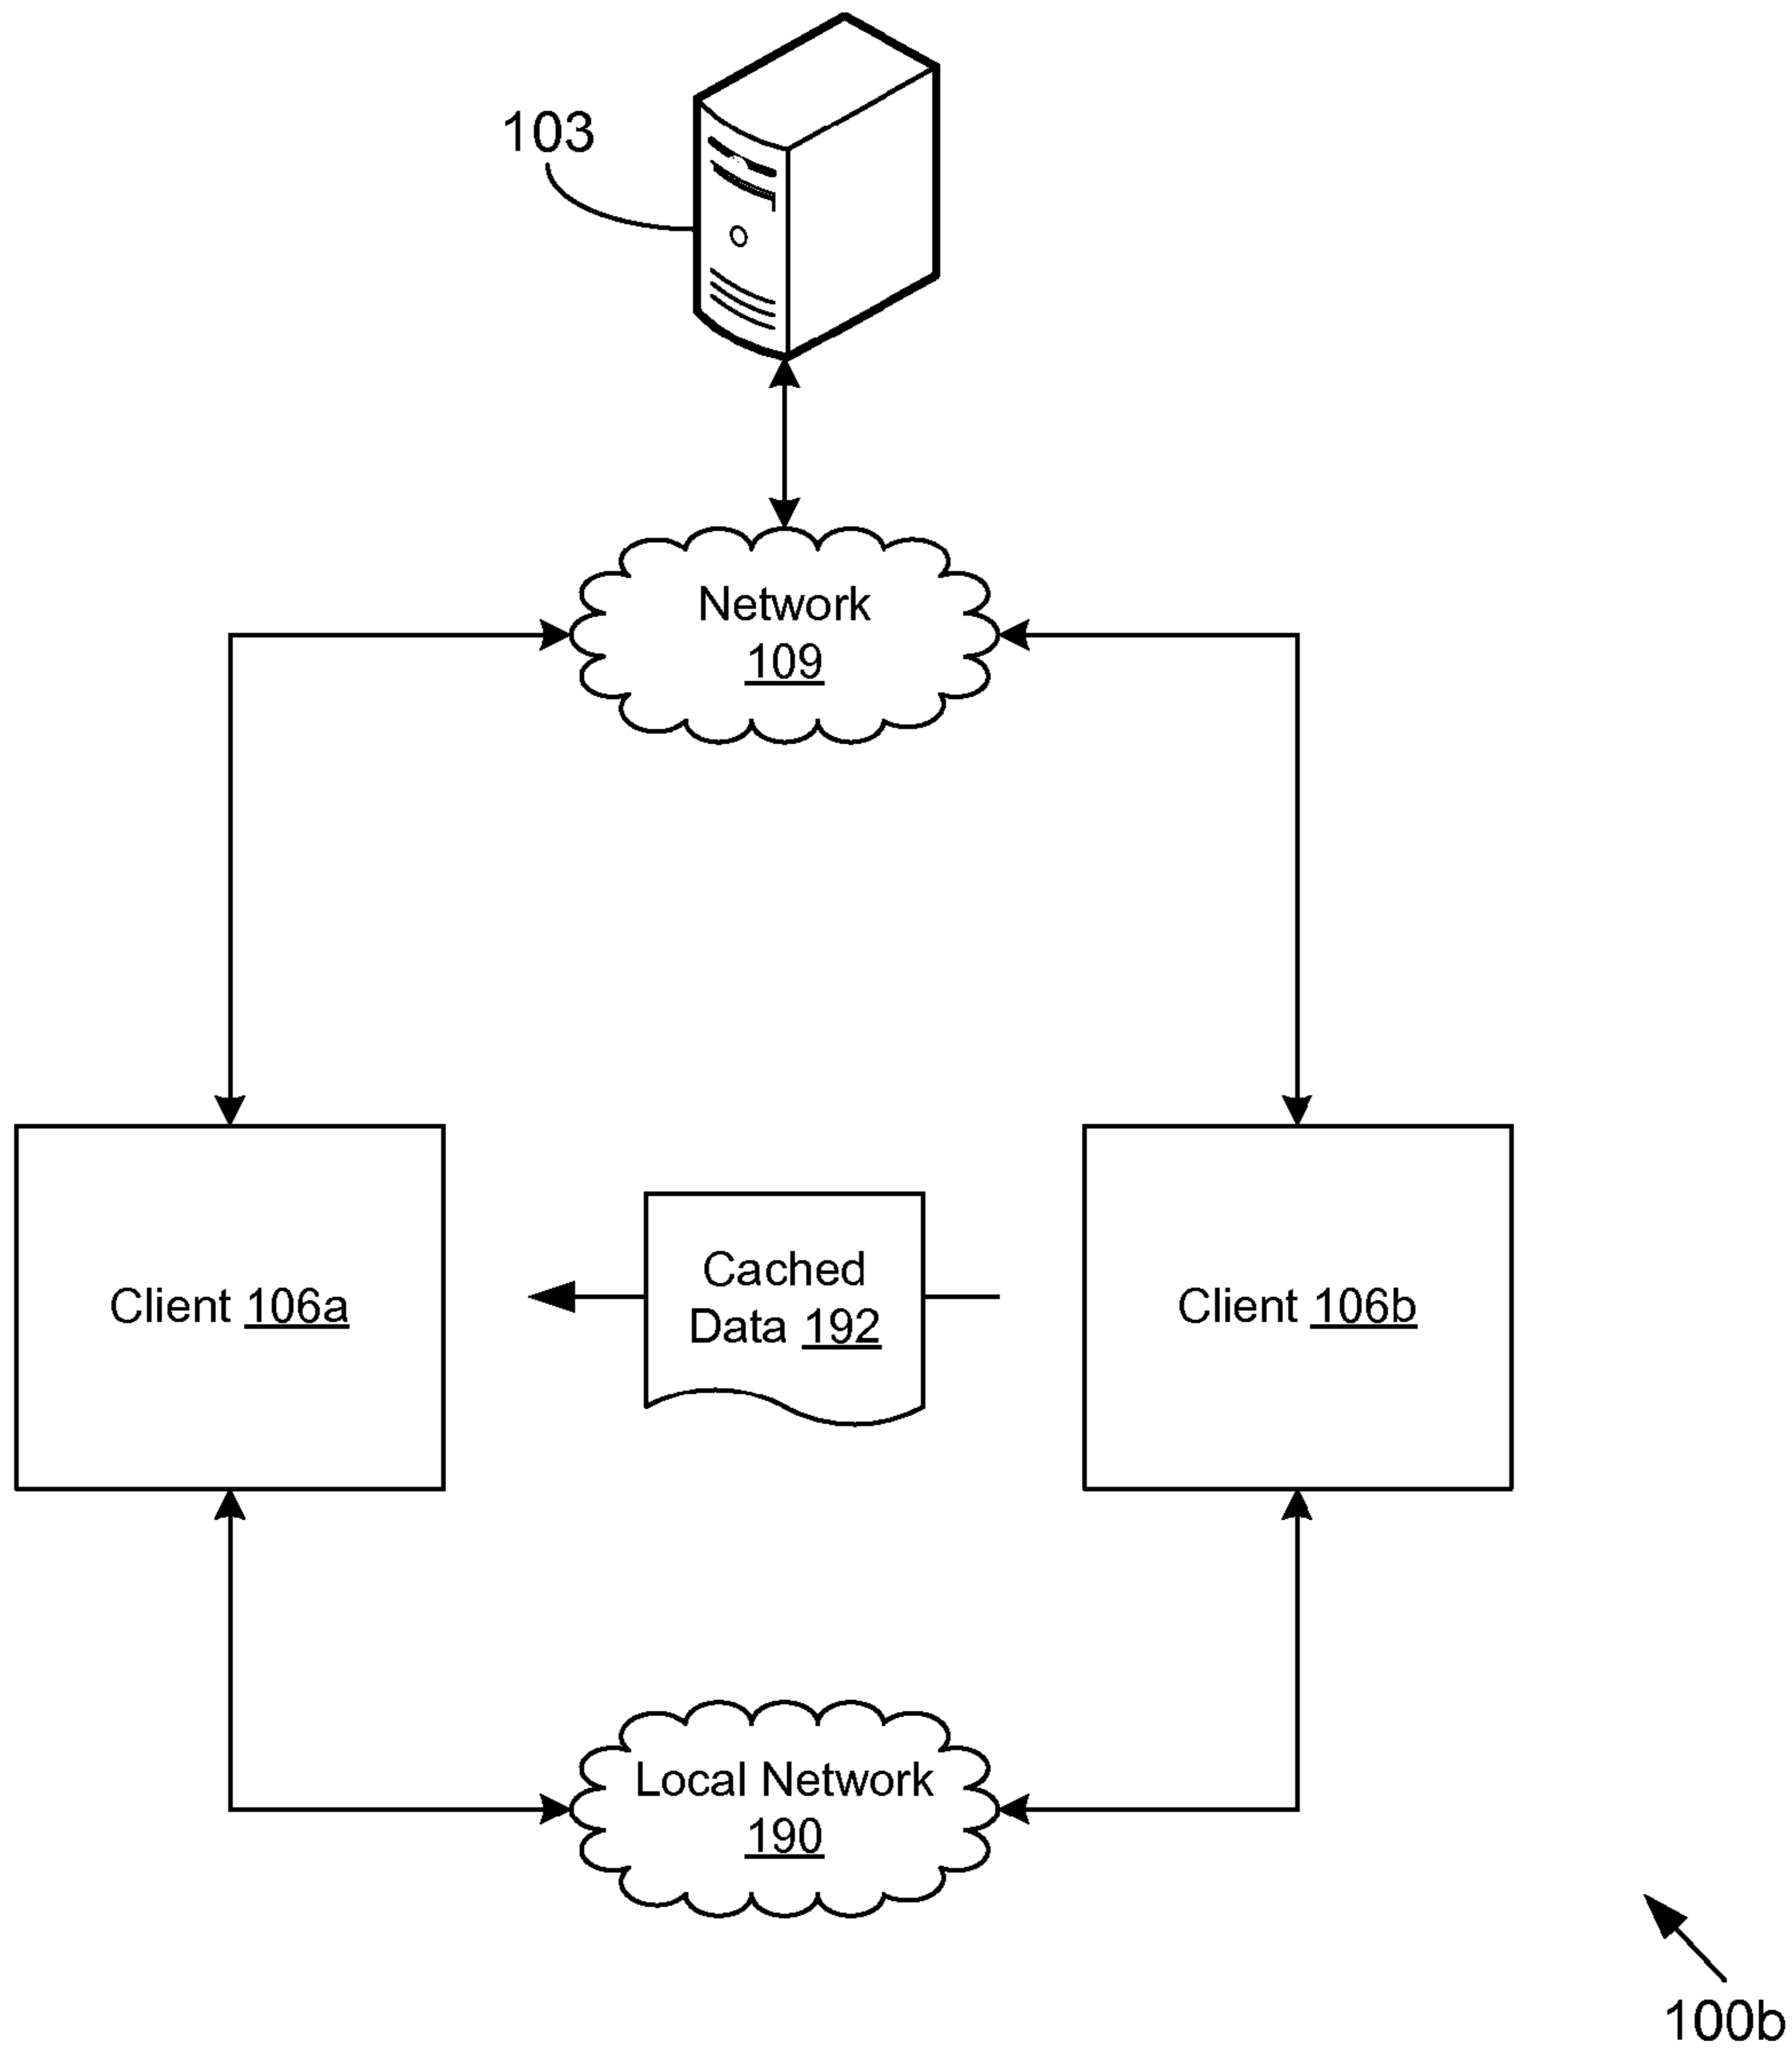 103
Network
109
Client 106a
Cached
Data 192
Client 106b
Local Network
190
100b